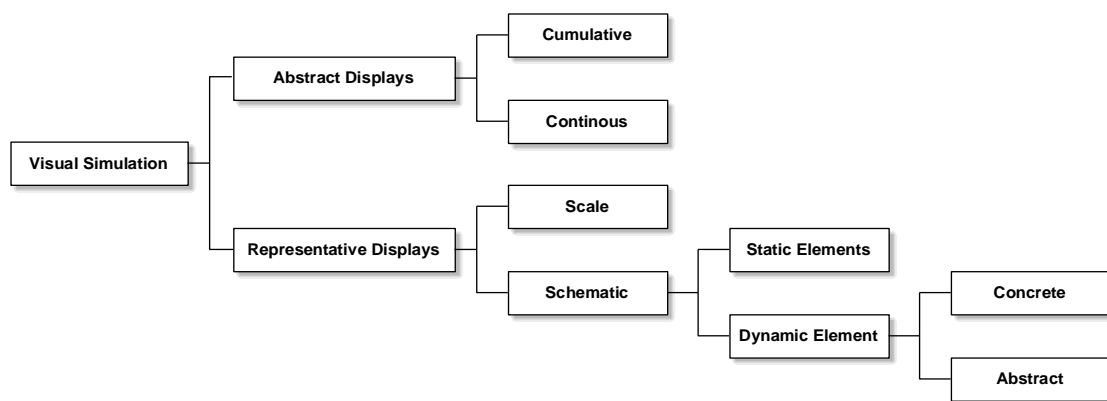 Visual Simulation
Abstract Displays
Cumulative
Continous
Representative Displays
Scale
Schematic
Static Elements
Dynamic Element
Concrete
Abstract